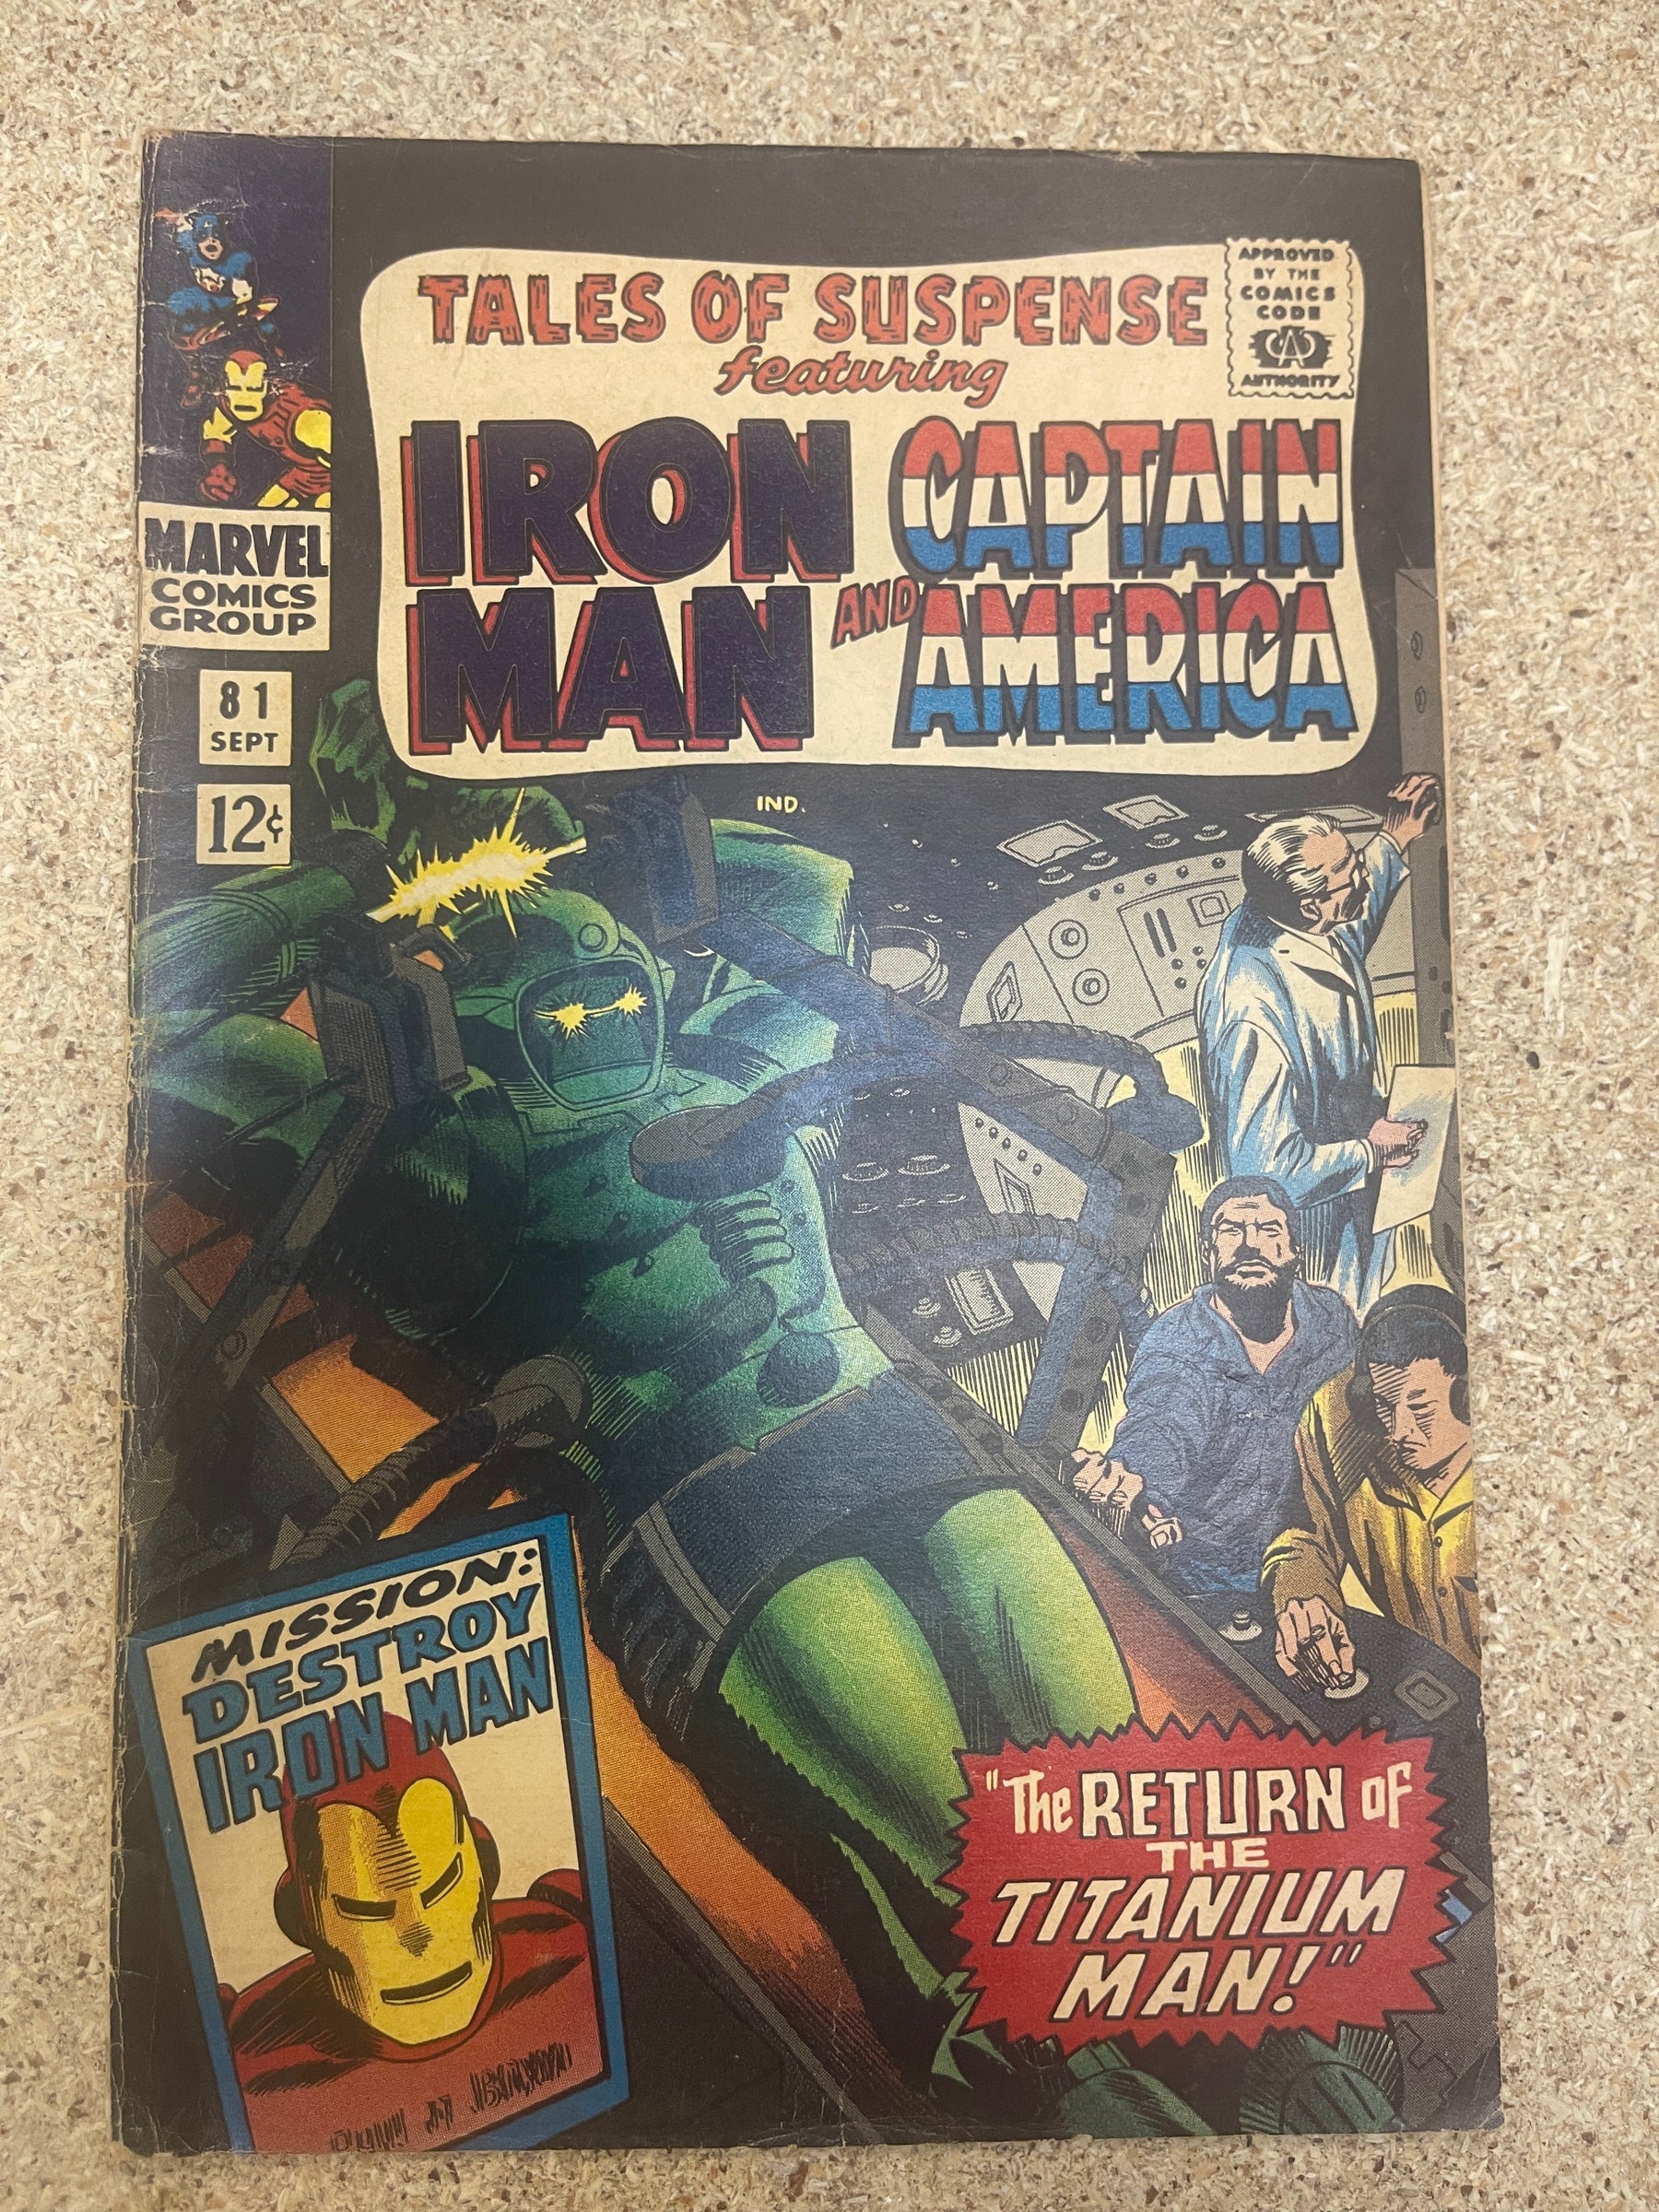 TALES OF SUSPENSE
featuring
IRON
MAN
AND
CAPTAIN
AMERICA
APPROVED
BY THE
COMICS
CODE
CA
AUTHORITY
MARVEL
COMICS
GROUP
81
SEPT
12¢
IND.
MISSION:
DESTROY
IRON MAN
"The RETURN OF
THE
TITANIUM
MAN!"